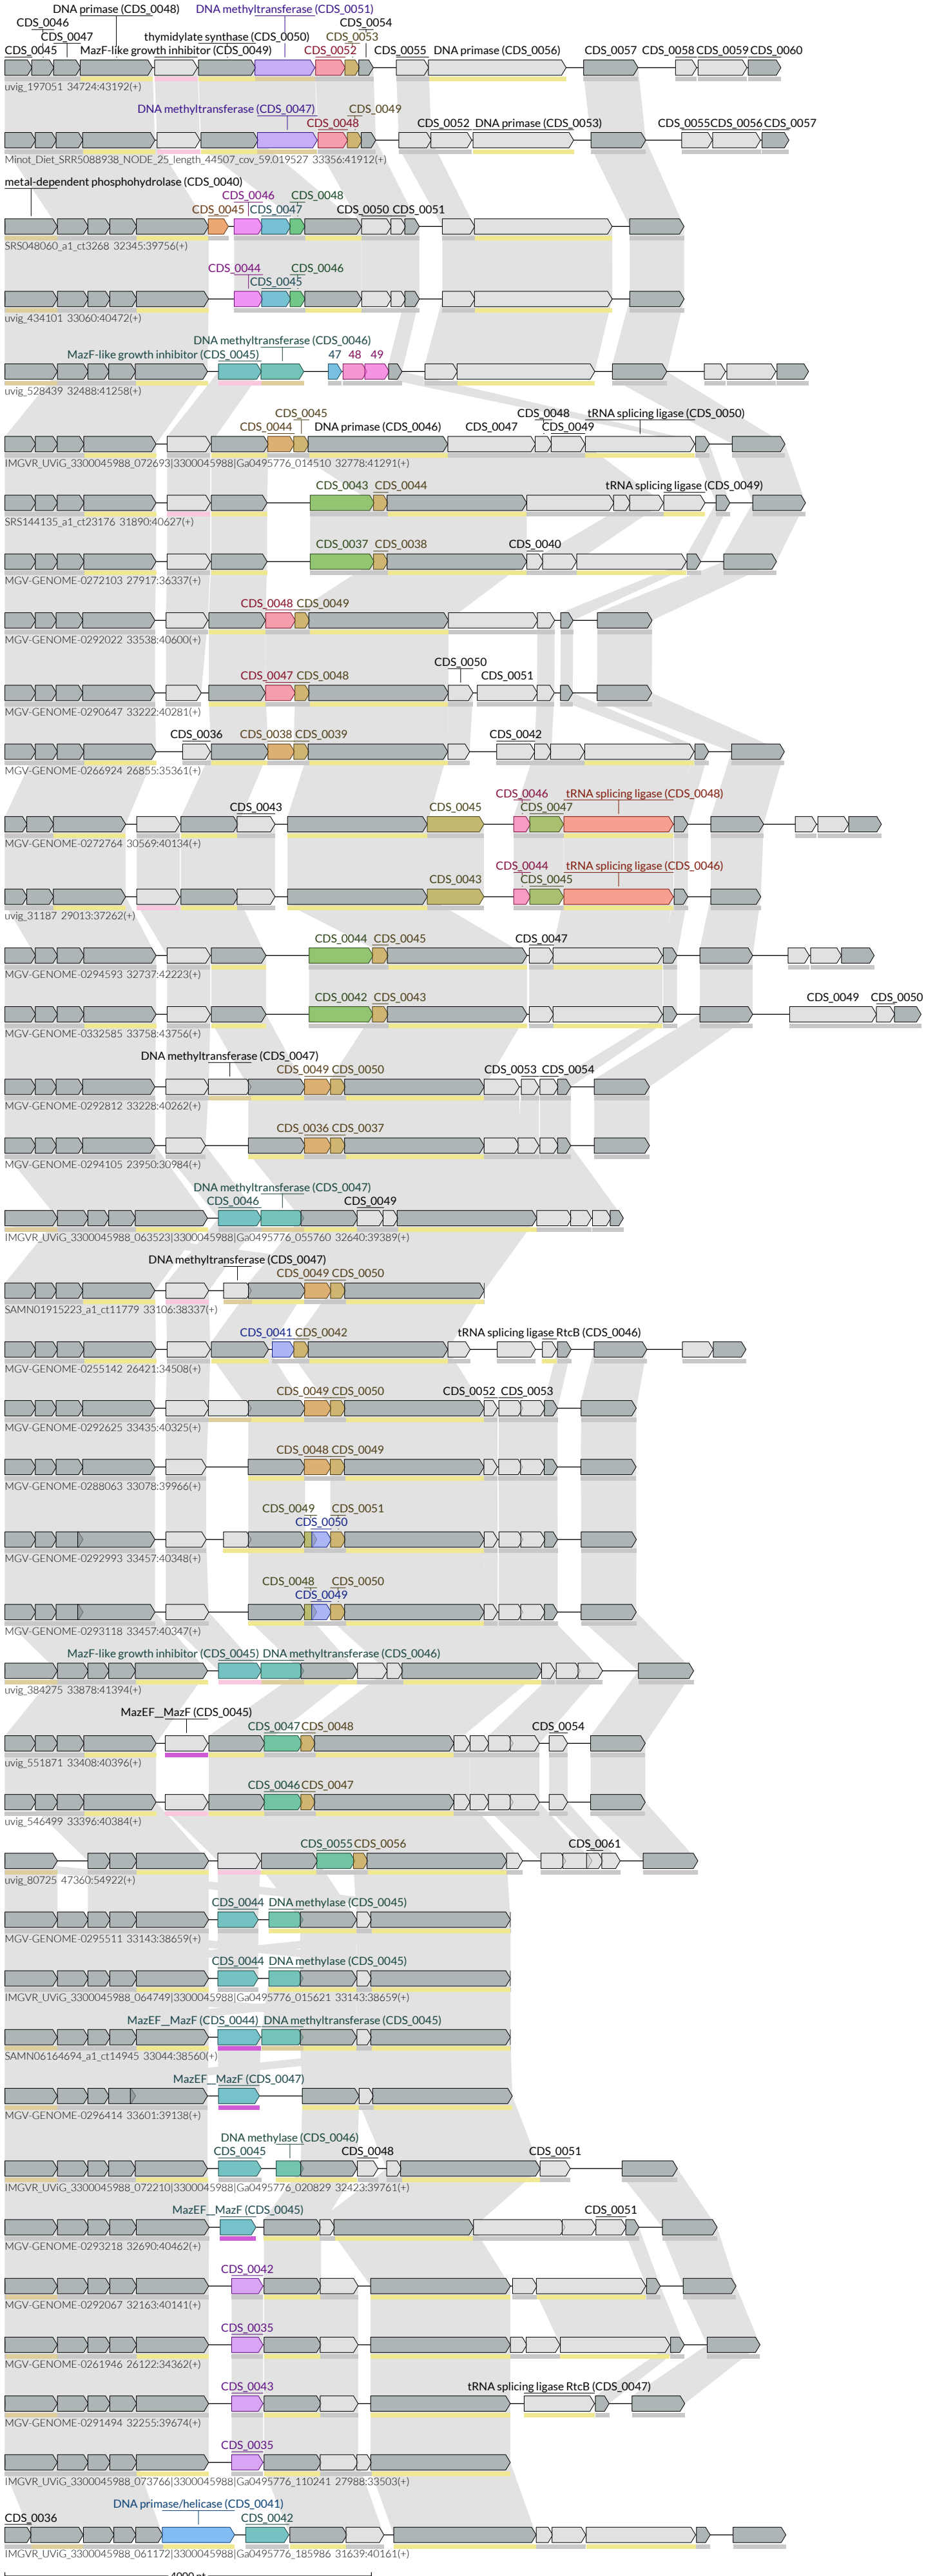 DNA primase (CDS_0048) DNA methyltransferase (CDS_0051)
CDS_0046 CDS_0054
CDS_0047 thymidylate synthase (CDS_0050) CDS_0053
CDS_0045 MazF-like growth inhibitor (CDS_0049) CDS_0052 CDS_0055 DNA primase (CDS_0056) CDS_0057 CDS_0058 CDS_0059 CDS_0060
uvig_197051 34724:43192(+)
DNA methyltransferase (CDS_0047) CDS_0049
CDS_0048 CDS_0052 DNA primase (CDS_0053) CDS_0055 CDS_0056 CDS_0057
Minot_Diet_SRR5088938_NODE_25_length_44507_cov_59.019527 33356:41912(+)
metal-dependent phosphohydrolase (CDS_0040)
CDS_0046 CDS_0048
CDS_0045 CDS_0047 CDS_0050 CDS_0051
SRS048060_a1_ct3268 32345:39756(+)
CDS_0044 CDS_0046
CDS_0045
uvig_434101 33060:40472(+)
DNA methyltransferase (CDS_0046)
MazF-like growth inhibitor (CDS_0045) 47 48 49
uvig_528439 32488:41258(+)
CDS_0045 CDS_0048 tRNA splicing ligase (CDS_0050)
CDS_0044 DNA primase (CDS_0046) CDS_0047 CDS_0049
IMGVR_UViG_3300045988_072693|3300045988|Ga0495776_014510 32778:41291(+)
CDS_0043 CDS_0044 tRNA splicing ligase (CDS_0049)
SRS144135_a1_ct23176 31890:40627(+)
CDS_0037 CDS_0038 CDS_0040
MGV-GENOME-0272103 27917:36337(+)
CDS_0048 CDS_0049
MGV-GENOME-0292022 33538:40600(+)
CDS_0050
CDS_0047 CDS_0048 CDS_0051
MGV-GENOME-0290647 33222:40281(+)
CDS_0036 CDS_0038 CDS_0039 CDS_0042
MGV-GENOME-0266924 26855:35361(+)
CDS_0046 tRNA splicing ligase (CDS_0048)
CDS_0043 CDS_0045 CDS_0047
MGV-GENOME-0272764 30569:40134(+)
CDS_0044 tRNA splicing ligase (CDS_0046)
CDS_0043 CDS_0045
uvig_31187 29013:37262(+)
CDS_0044 CDS_0045 CDS_0047
MGV-GENOME-0294593 32737:42223(+)
CDS_0042 CDS_0043 CDS_0049 CDS_0050
MGV-GENOME-0332585 33758:43756(+)
DNA methyltransferase (CDS_0047)
CDS_0049 CDS_0050 CDS_0053 CDS_0054
MGV-GENOME-0292812 33228:40262(+)
CDS_0036 CDS_0037
MGV-GENOME-0294105 23950:30984(+)
DNA methyltransferase (CDS_0047)
CDS_0046 CDS_0049
IMGVR_UViG_3300045988_063523|3300045988|Ga0495776_055760 32640:39389(+)
DNA methyltransferase (CDS_0047)
CDS_0049 CDS_0050
SAMN01915223_a1_ct11779 33106:38337(+)
CDS_0041 CDS_0042 tRNA splicing ligase RtcB (CDS_0046)
MGV-GENOME-0255142 26421:34508(+)
CDS_0049 CDS_0050 CDS_0052 CDS_0053
MGV-GENOME-0292625 33435:40325(+)
CDS_0048 CDS_0049
MGV-GENOME-0288063 33078:39966(+)
CDS_0049 CDS_0051
CDS_0050
MGV-GENOME-0292993 33457:40348(+)
CDS_0048 CDS_0050
CDS_0049
MGV-GENOME-0293118 33457:40347(+)
MazF-like growth inhibitor (CDS_0045) DNA methyltransferase (CDS_0046)
uvig_384275 33878:41394(+)
MazEF__MazF (CDS_0045)
CDS_0047 CDS_0048 CDS_0054
uvig_551871 33408:40396(+)
CDS_0046 CDS_0047
uvig_546499 33396:40384(+)
CDS_0055 CDS_0056 CDS_0061
uvig_80725 47360:54922(+)
CDS_0044 DNA methylase (CDS_0045)
MGV-GENOME-0295511 33143:38659(+)
CDS_0044 DNA methylase (CDS_0045)
IMGVR_UViG_3300045988_064749|3300045988|Ga0495776_015621 33143:38659(+)
MazEF__MazF (CDS_0044) DNA methyltransferase (CDS_0045)
SAMN06164694_a1_ct14945 33044:38560(+)
MazEF__MazF (CDS_0047)
MGV-GENOME-0296414 33601:39138(+)
DNA methylase (CDS_0046)
CDS_0045 CDS_0048 CDS_0051
IMGVR_UViG_3300045988_072210|3300045988|Ga0495776_020829 32423:39761(+)
MazEF__MazF (CDS_0045) CDS_0051
MGV-GENOME-0293218 32690:40462(+)
CDS_0042
MGV-GENOME-0292067 32163:40141(+)
CDS_0035
MGV-GENOME-0261946 26122:34362(+)
CDS_0043 tRNA splicing ligase RtcB (CDS_0047)
MGV-GENOME-0291494 32255:39674(+)
CDS_0035
IMGVR_UViG_3300045988_073766|3300045988|Ga0495776_110241 27988:33503(+)
DNA primase/helicase (CDS_0041)
CDS_0036 CDS_0042
IMGVR_UViG_3300045988_061172|3300045988|Ga0495776_185986 31639:40161(+)
4000 nt